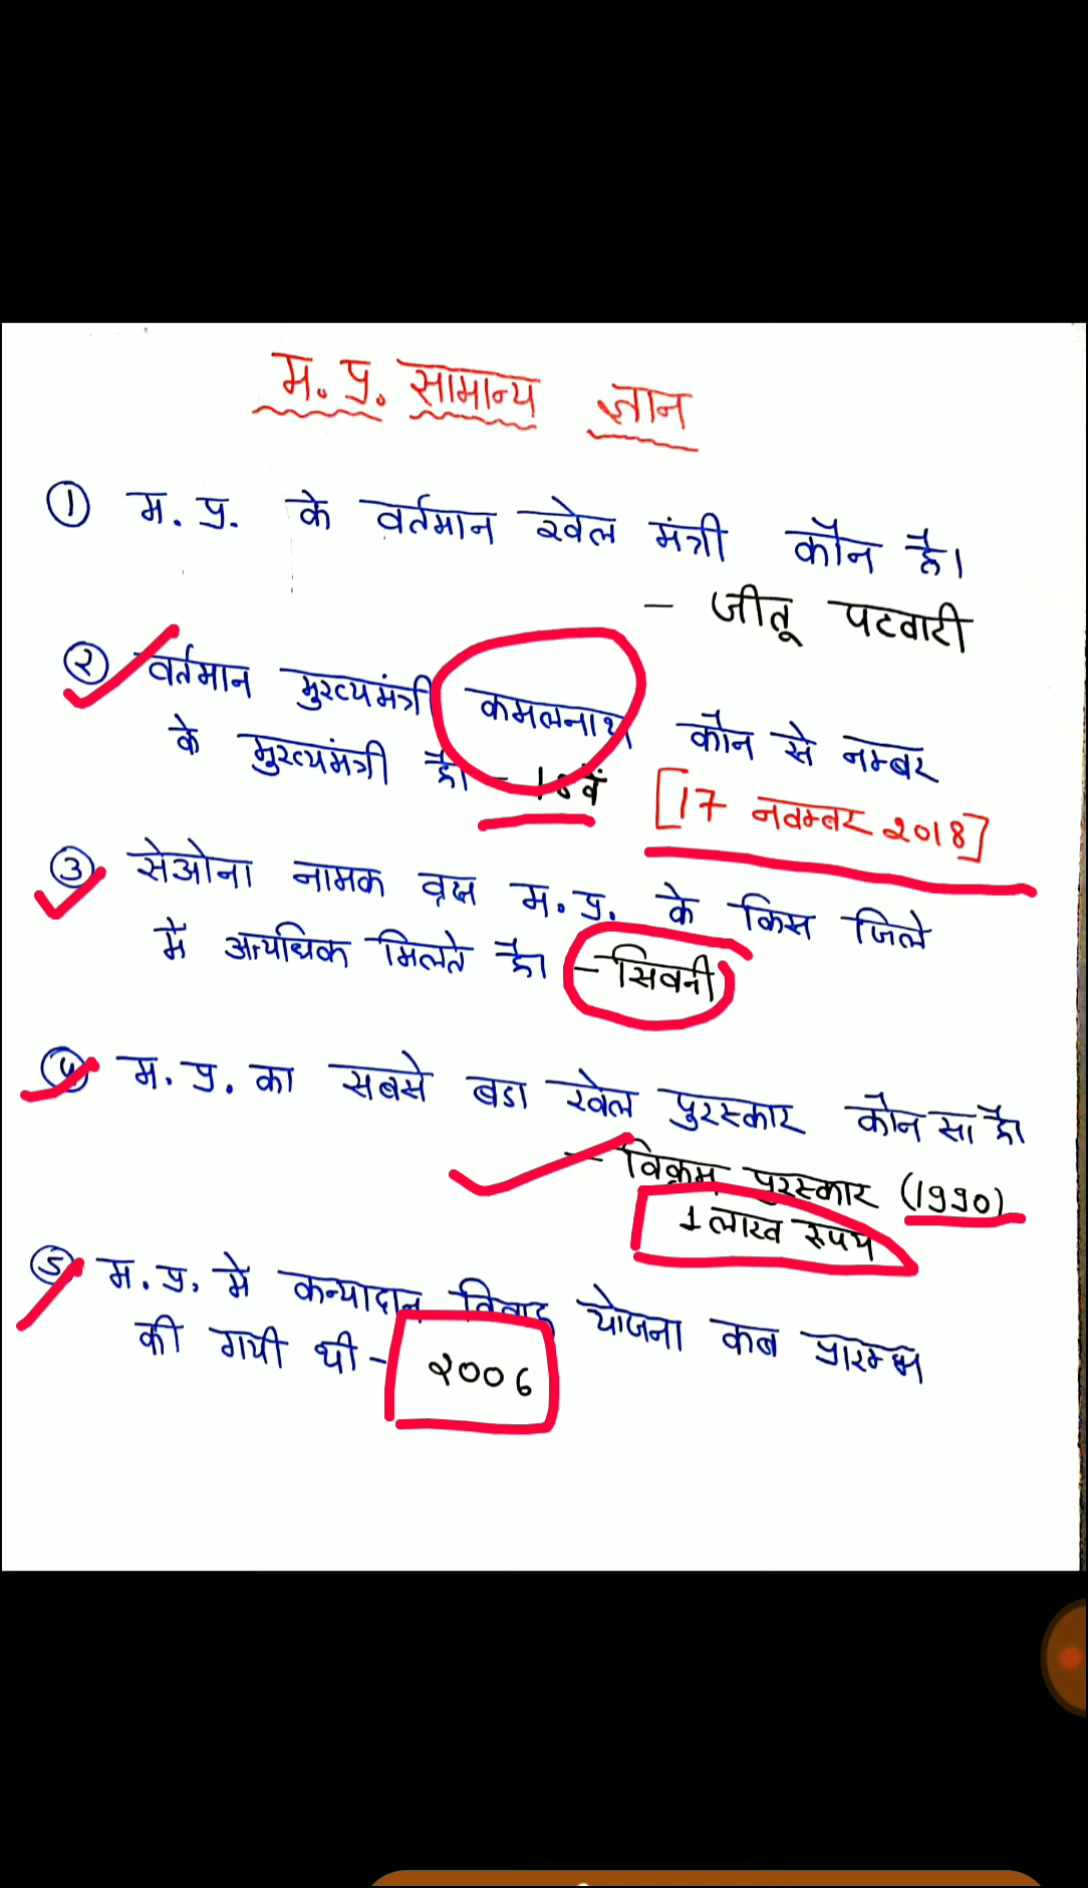 म. प्र. सामान्य ज्ञान
① म. प्र. के वर्तमान खेल मंत्री कौन है।
- जीतू पटवारी
② वर्तमान मुख्यमंत्री कमलनाथ कौन से नम्बर
के मुख्यमंत्री है। - 18वें [17 नवम्बर 2018]
③ सेओना नामक वृक्ष म. प्र. के किस जिले
में अत्यधिक मिलते है। - सिवनी
④ म. प्र. का सबसे बडा खेल पुरस्कार कौन सा है।
- विक्रम पुरस्कार (1990)
1 लाख रुपय
⑤ म. प्र. मे कन्यादान विवाह योजना कब प्रारम्भ
की गयी थी - 2006